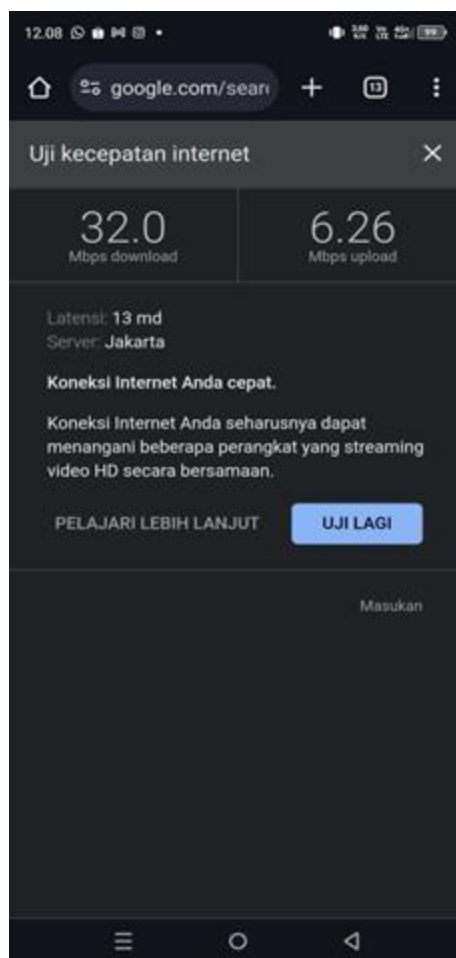 12.08
google.com/sear
13
Uji kecepatan internet
32.0
Mbps download
6.26
Mbps upload
Latensi: 13 md
Server: Jakarta
Koneksi Internet Anda cepat.
Koneksi Internet Anda seharusnya dapat
menangani beberapa perangkat yang streaming
video HD secara bersamaan.
PELAJARI LEBIH LANJUT
UJI LAGI
Masukan